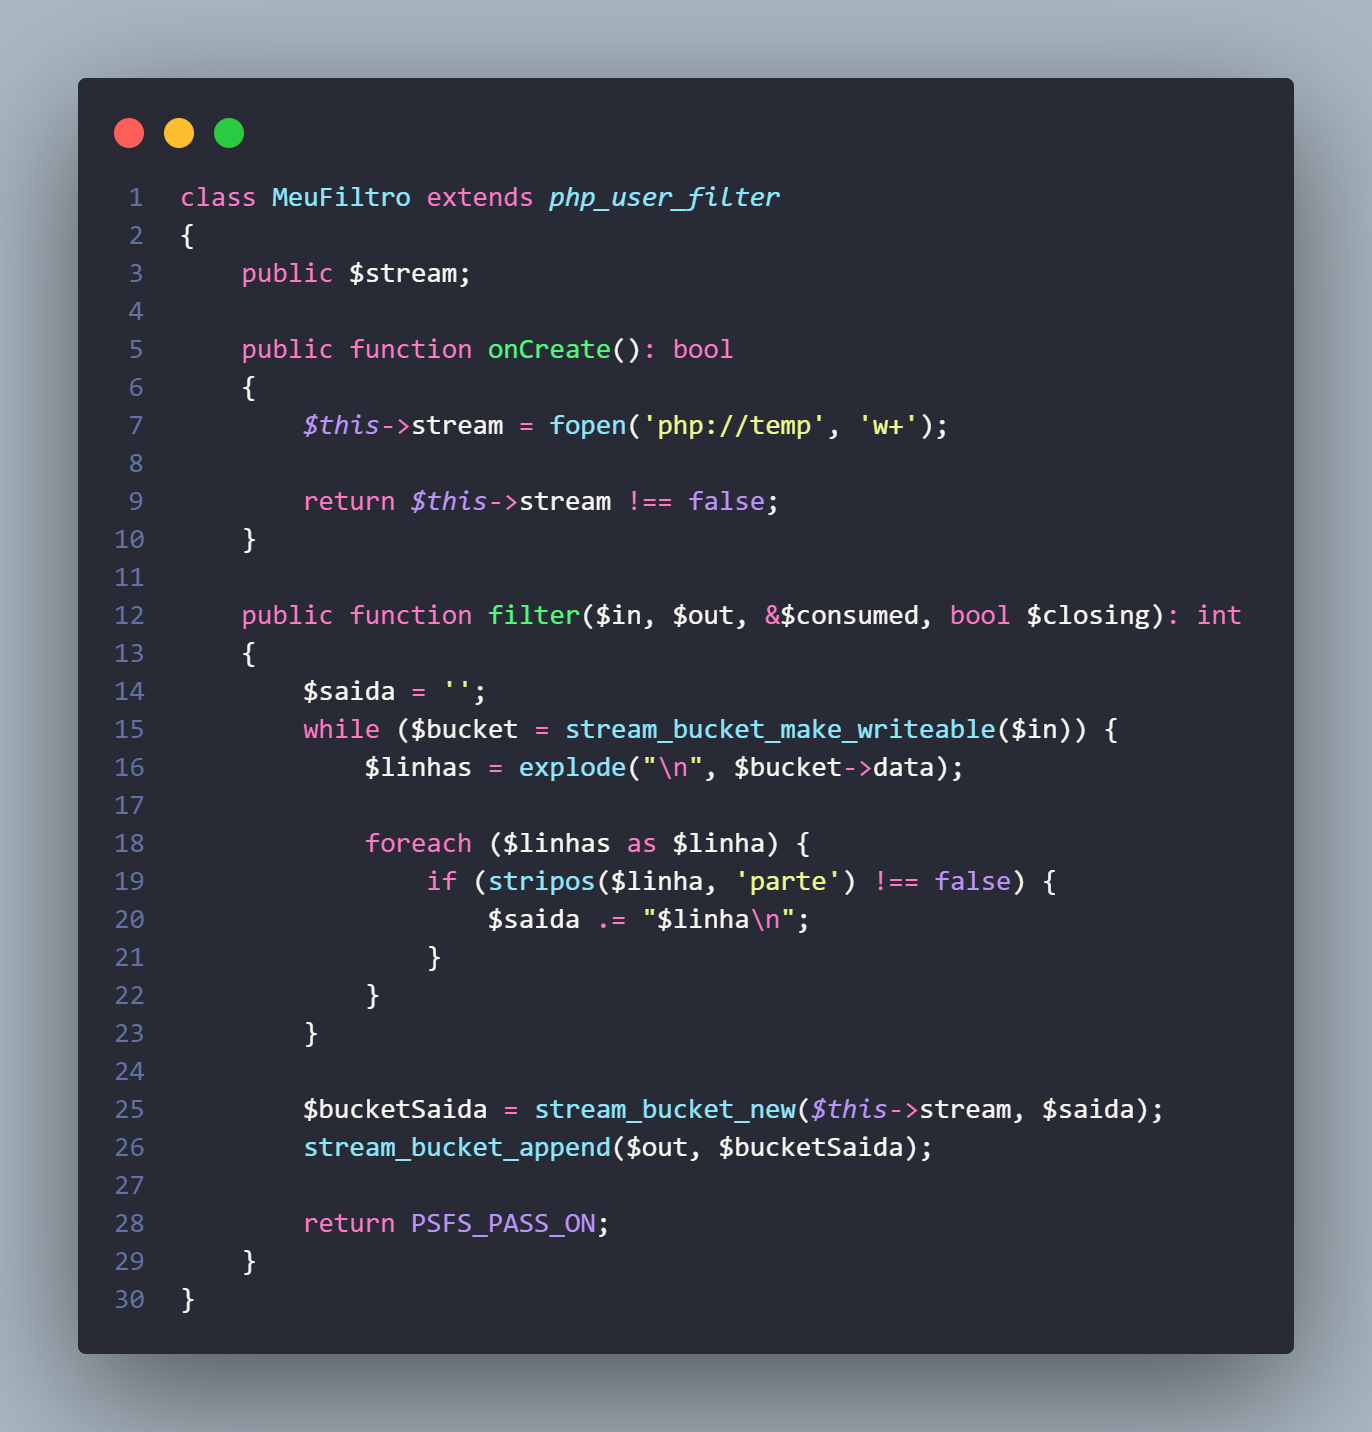 1 class MeuFiltro extends php_user_filter
2 {
3     public $stream;
4
5     public function onCreate(): bool
6     {
7         $this->stream = fopen('php://temp', 'w+');
8
9         return $this->stream !== false;
10     }
11
12     public function filter($in, $out, &$consumed, bool $closing): int
13     {
14         $saida = '';
15         while ($bucket = stream_bucket_make_writeable($in)) {
16             $linhas = explode("\n", $bucket->data);
17
18             foreach ($linhas as $linha) {
19                 if (stripos($linha, 'parte') !== false) {
20                     $saida .= "$linha\n";
21                 }
22             }
23         }
24
25         $bucketSaida = stream_bucket_new($this->stream, $saida);
26         stream_bucket_append($out, $bucketSaida);
27
28         return PSFS_PASS_ON;
29     }
30 }